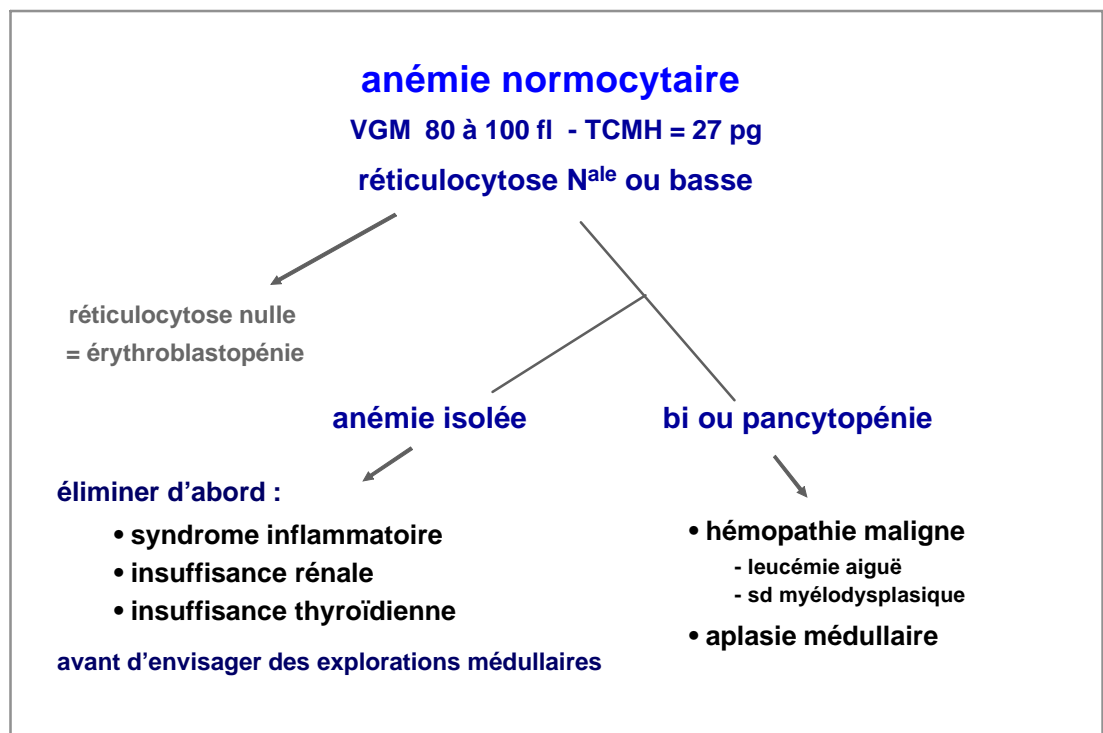 anémie normocytaire
VGM 80 à 100 fl - TCMH = 27 pg
réticulocytose Nale ou basse
réticulocytose nulle
= érythroblastopénie
anémie isolée
bi ou pancytopénie
éliminer d'abord :
• syndrome inflammatoire
• insuffisance rénale
• insuffisance thyroïdienne
avant d'envisager des explorations médullaires
• hémopathie maligne
- leucémie aiguë
- sd myélodysplasique
• aplasie médullaire